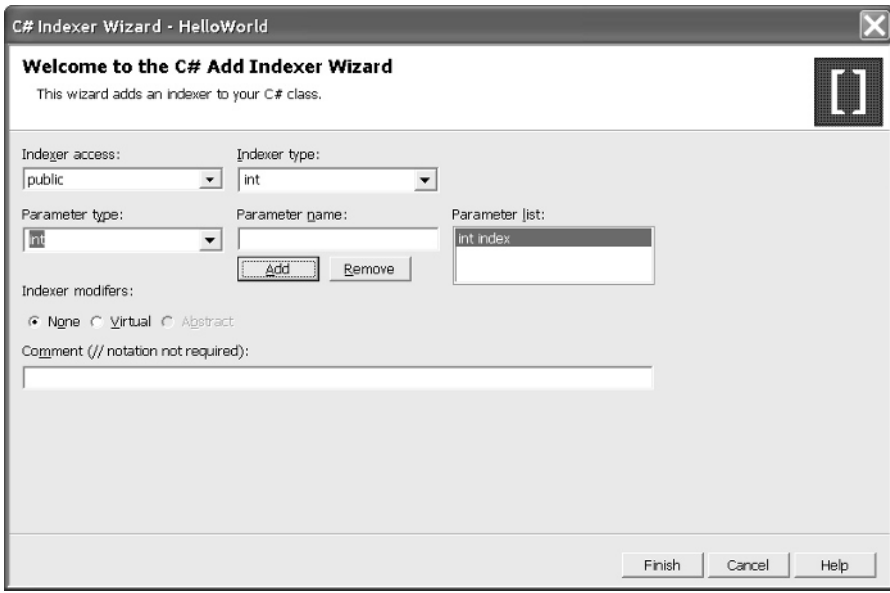 C# Indexer Wizard - HelloWorld
Welcome to the C# Add Indexer Wizard
This wizard adds an indexer to your C# class.
[]
Indexer access:
Indexer type:
public
int
Parameter type:
Parameter name:
Parameter list:
int
int index
Add
Remove
Indexer modifers:
None
Virtual
Abstract
Comment (// notation not required):
Finish
Cancel
Help